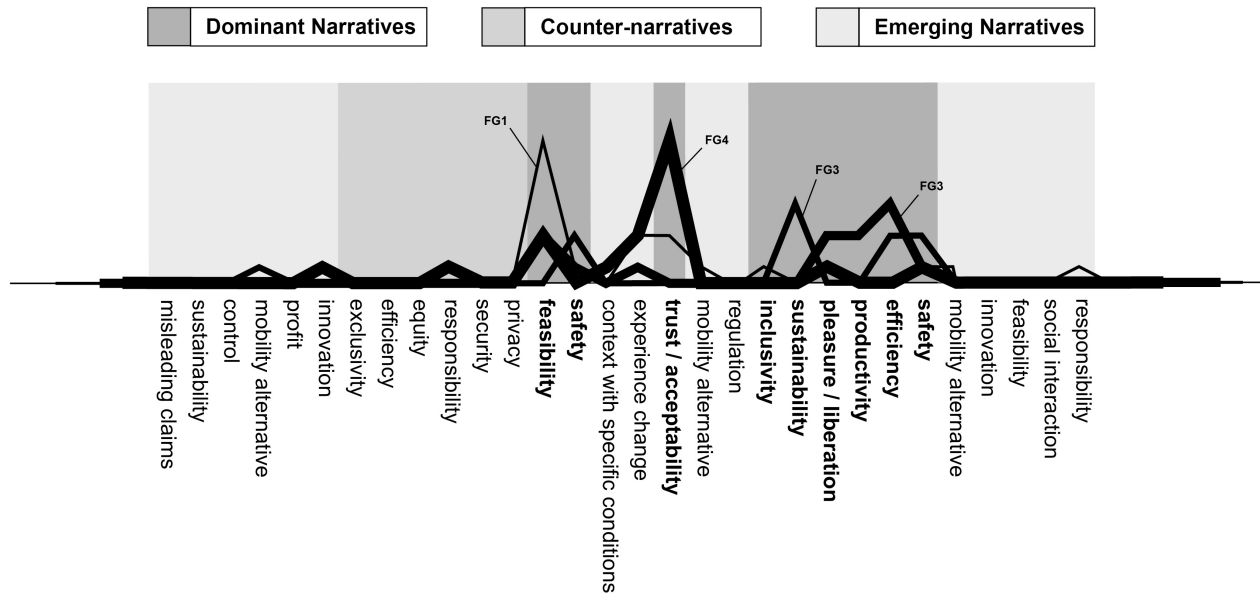 Dominant Narratives
Counter-narratives
Emerging Narratives
FG1
FG4
FG3
FG3
misleading claims
sustainability
control
mobility alternative
profit
innovation
exclusivity
efficiency
equity
responsibility
security
privacy
feasibility
safety
context with specific conditions
experience change
trust / acceptability
mobility alternative
regulation
inclusivity
sustainability
pleasure / liberation
productivity
efficiency
safety
mobility alternative
innovation
feasibility
social interaction
responsibility